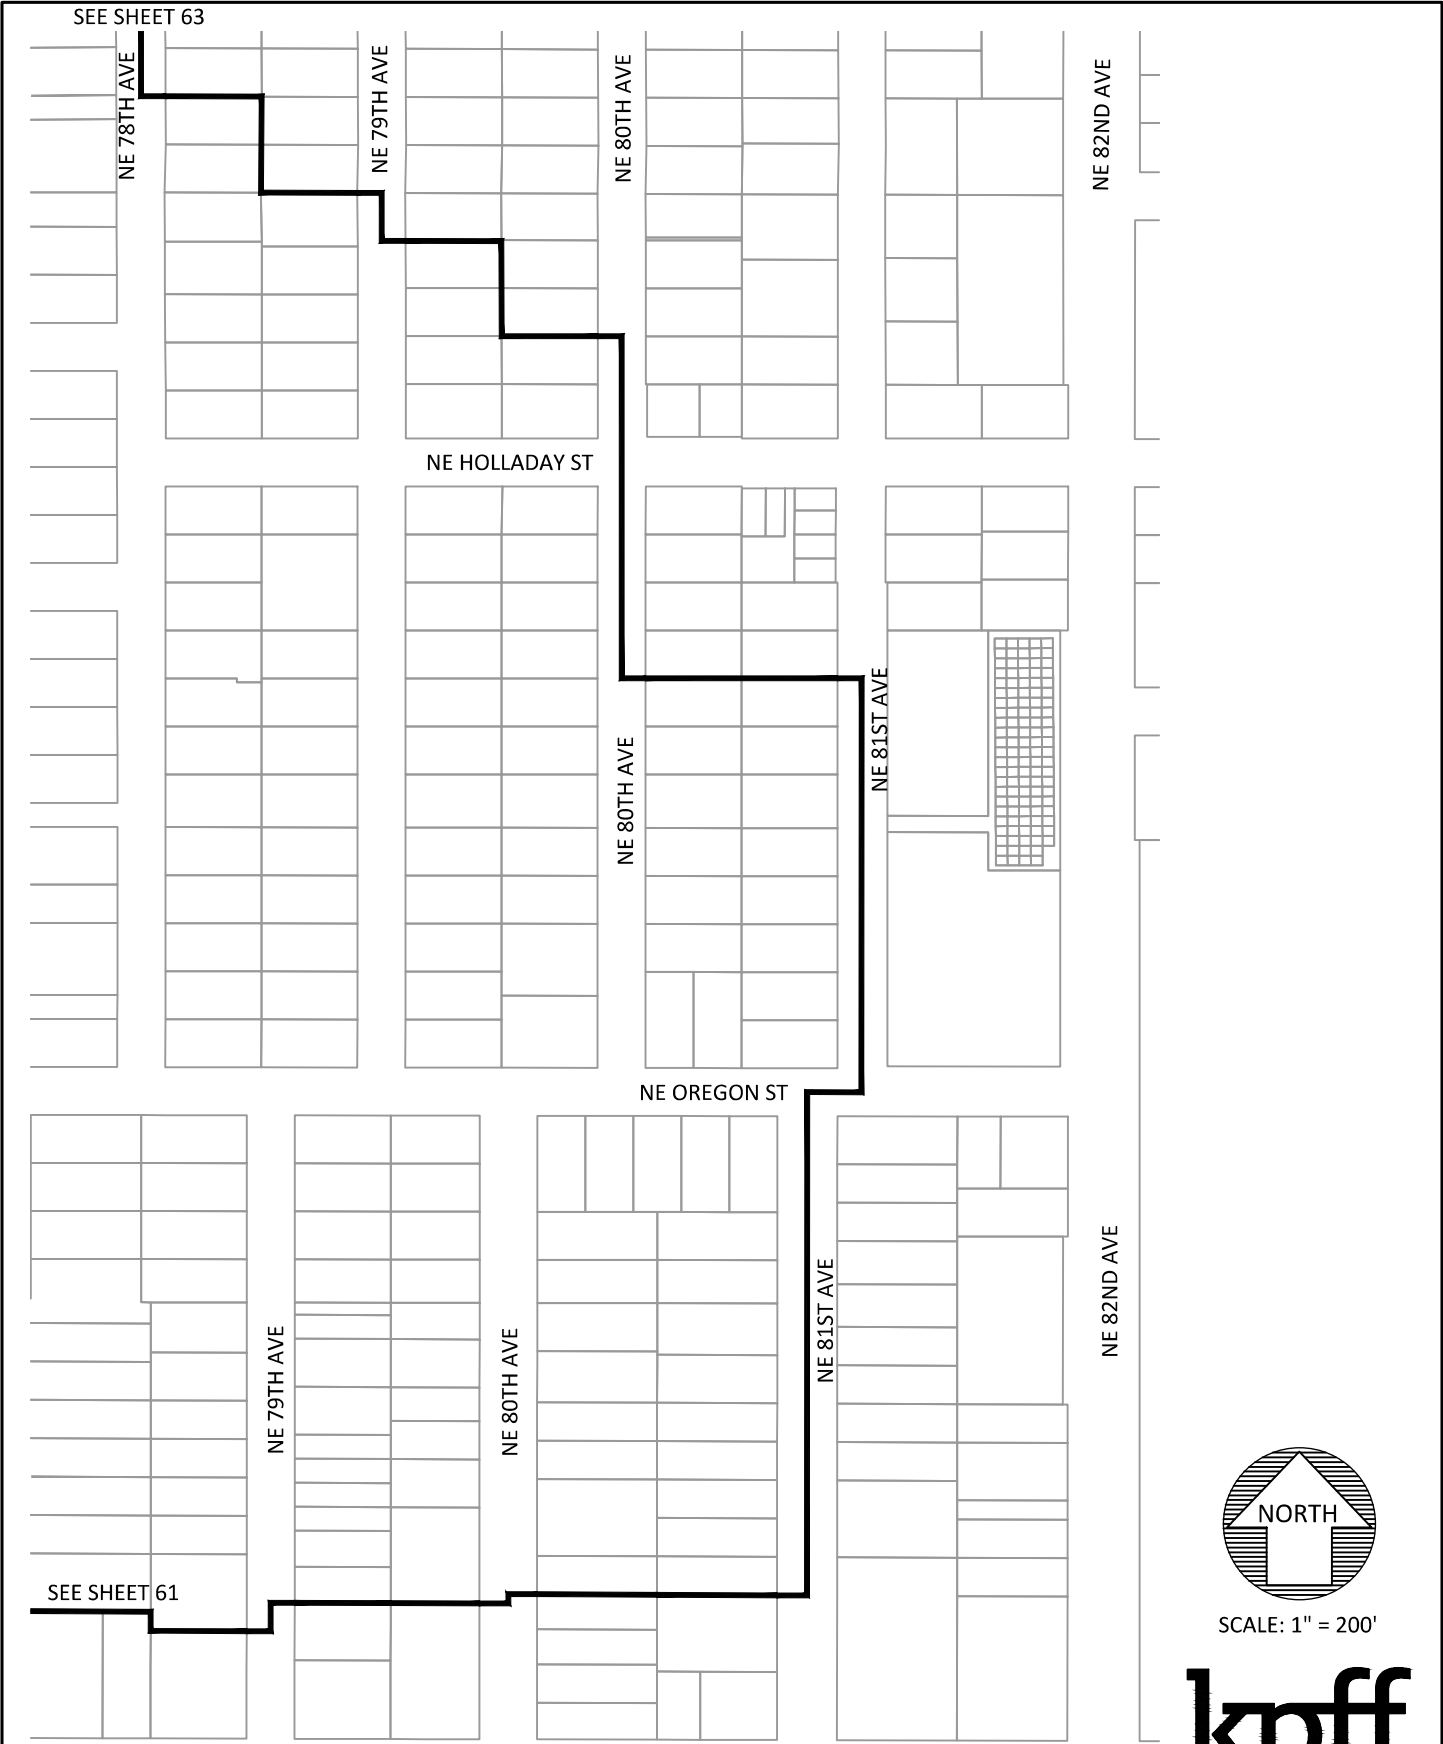 SEE SHEET 63
NE 78TH AVE
NE 79TH AVE
NE 80TH AVE
NE 82ND AVE
NE HOLLADAY ST
NE 81ST AVE
NE 80TH AVE
NE OREGON ST
NE 81ST AVE
NE 82ND AVE
NE 79TH AVE
NE 80TH AVE
NORTH
SEE SHEET 61
SCALE: 1" = 200'
kpff